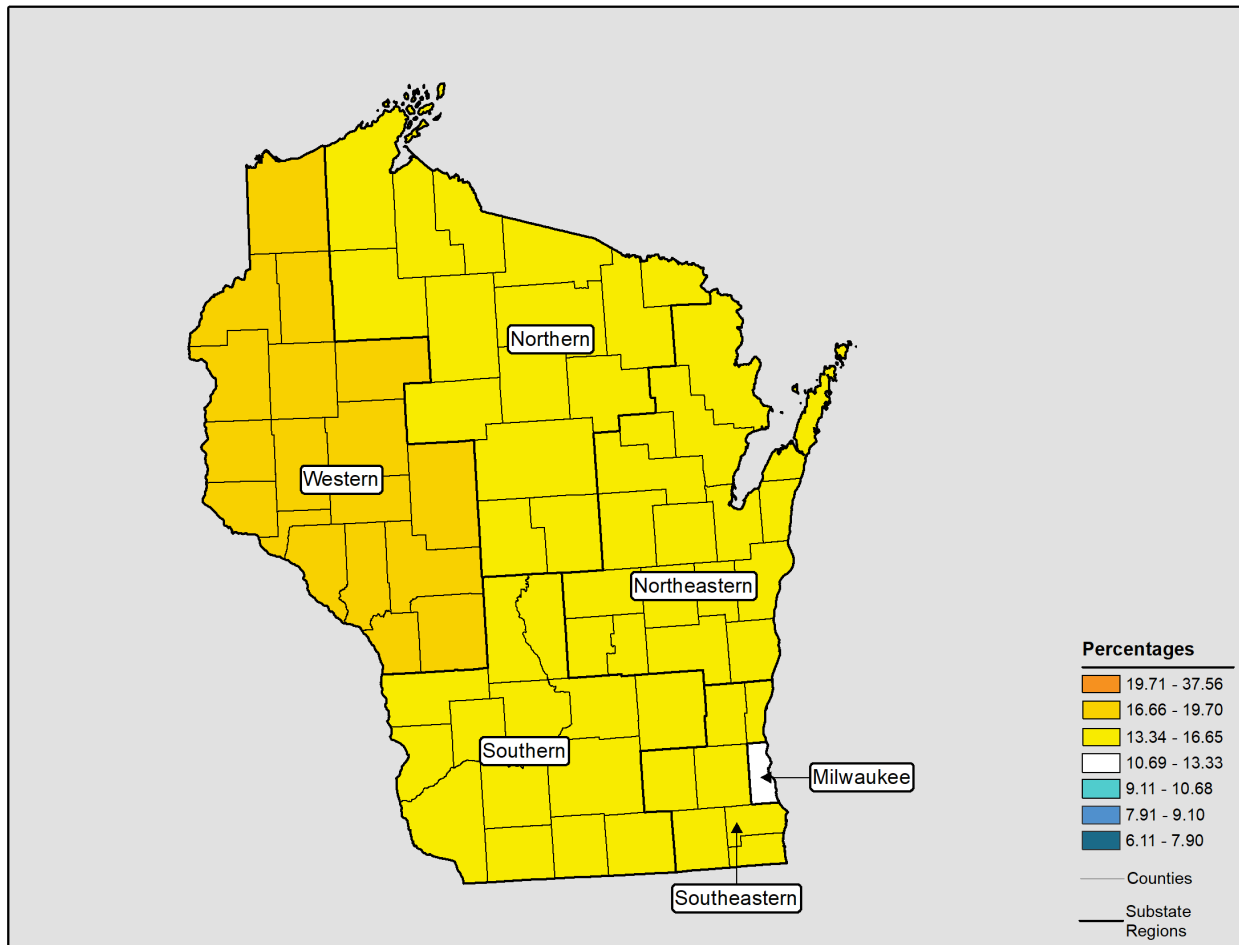 Northern
Western
Northeastern
Southern
Milwaukee
Southeastern
Percentages
19.71 - 37.56
16.66 - 19.70
13.34 - 16.65
10.69 - 13.33
9.11 - 10.68
7.91 - 9.10
6.11 - 7.90
Counties
Substate
Regions